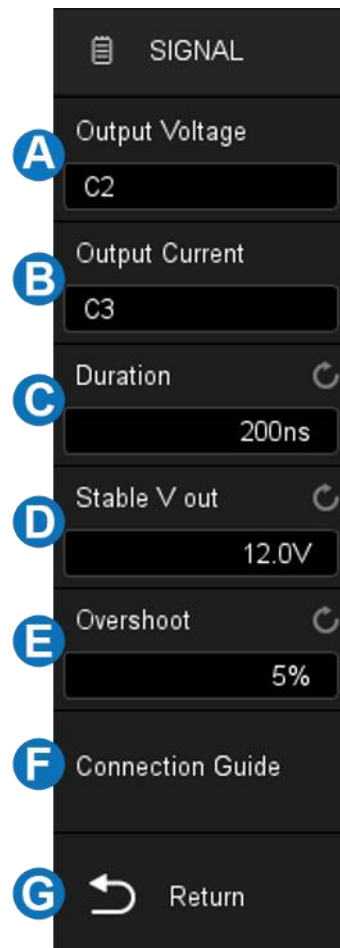 SIGNAL
A
Output Voltage
C2
B
Output Current
C3
C
Duration
200ns
D
Stable V out
12.0V
E
Overshoot
5%
F
Connection Guide
G
Return